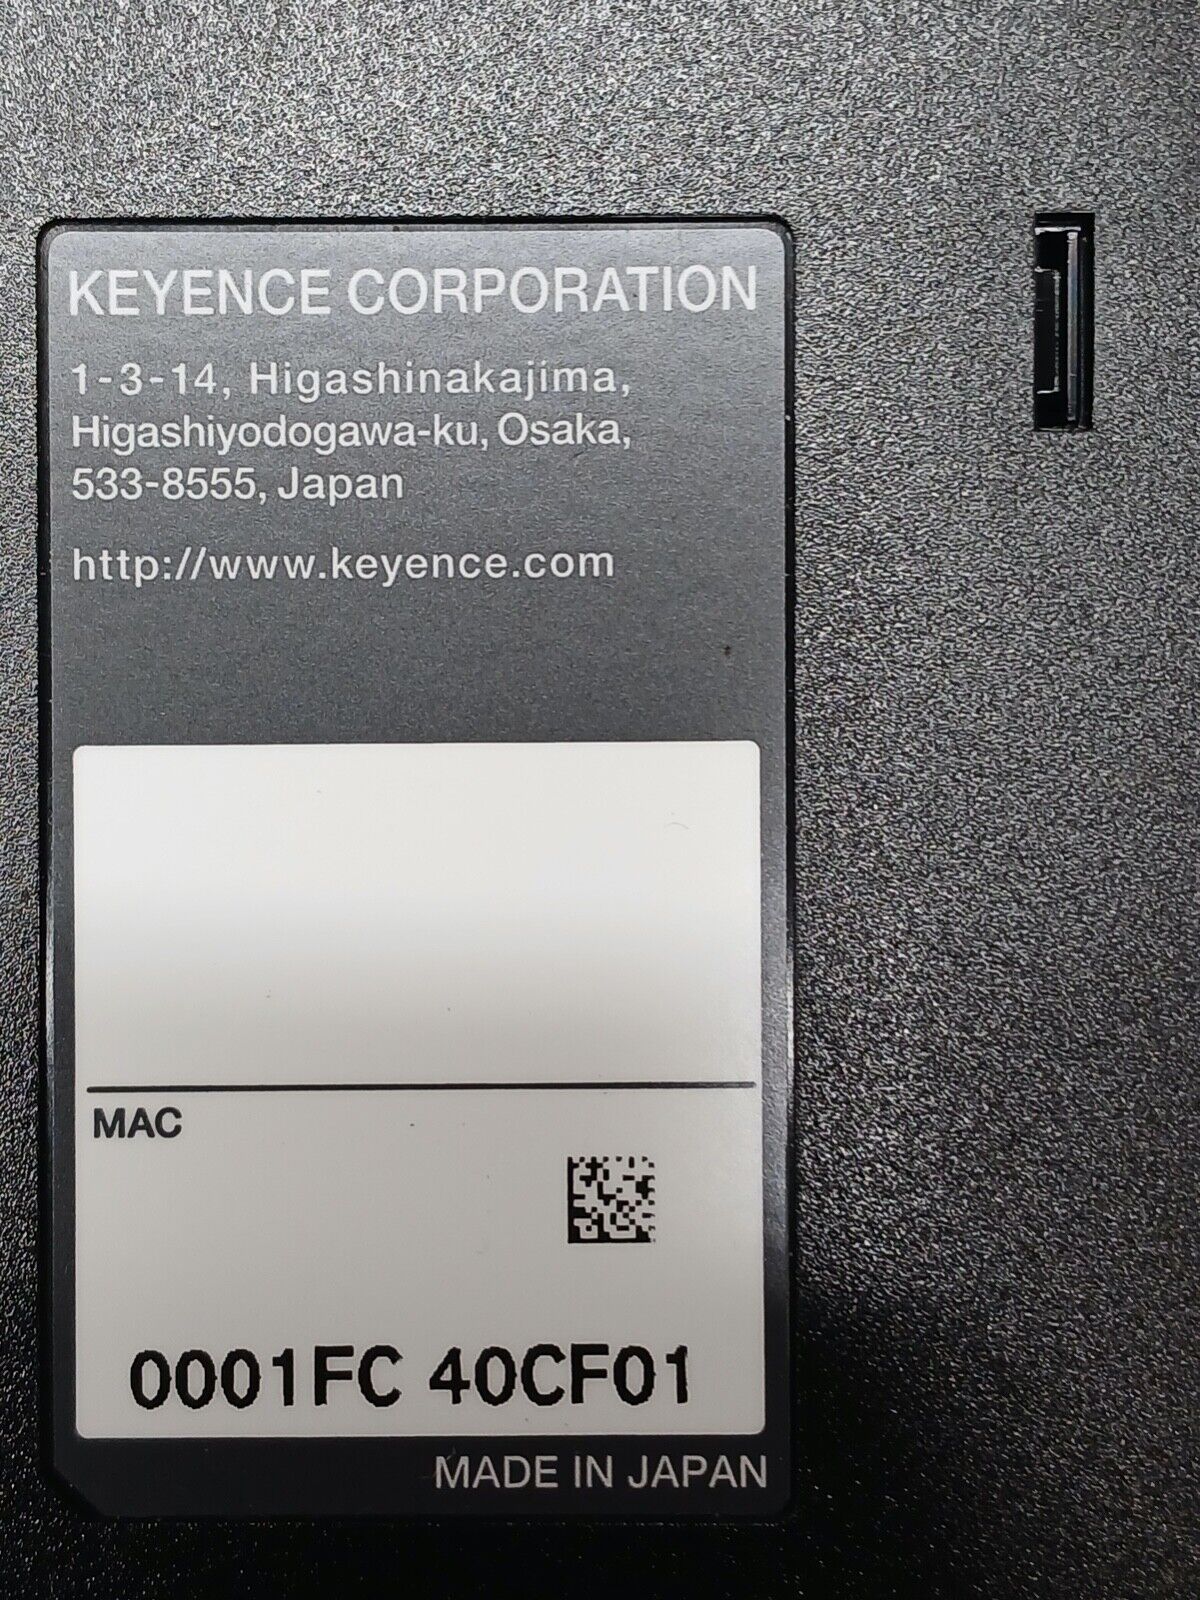 KEYENCE CORPORATION
1-3-14, Higashinakajima,
Higashiyodogawa-ku, Osaka,
533-8555, Japan
http://www.keyence.com
MAC
0001FC 40CF01
MADE IN JAPAN